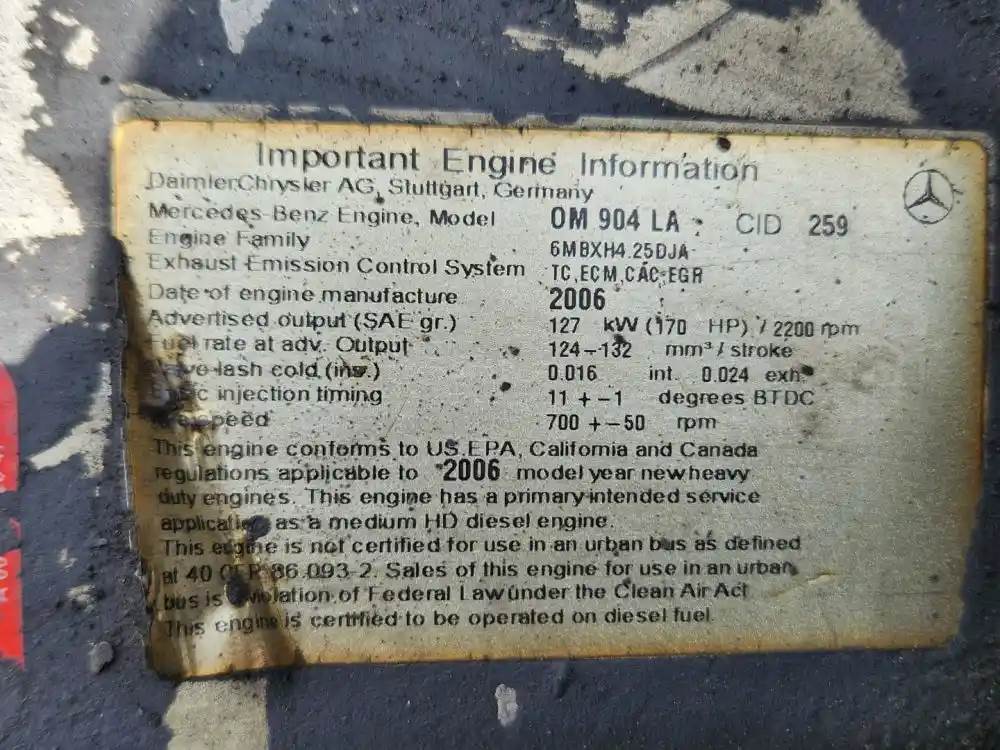 Important Engine Information
DaimlerChrysler AG, Stuttgart, Germany
Mercedes-Benz Engine, Model OM 904 LA CID 259
Engine Family 6MBXH4.25DJA
Exhaust Emission Control System TC,ECM,CAC,EGR
Date of engine manufacture 2006
Advertised output (SAE gr.) 127 kW (170 HP) / 2200 rpm
Fuel rate at adv. Output 124-132 mm³ / stroke
lash cold (ins.) 0.016 int. 0.024 exh.
injection timing 11 +-1 degrees BTDC
speed 700 +-50 rpm
This engine conforms to US.EPA, California and Canada
regulations applicable to 2006 model year new heavy
duty engines. This engine has a primary intended service
application as a medium HD diesel engine.
This engine is not certified for use in an urban bus as defined
at 40 CFR 86.093-2. Sales of this engine for use in an urban
bus is violation of Federal Law under the Clean Air Act
This engine is certified to be operated on diesel fuel.